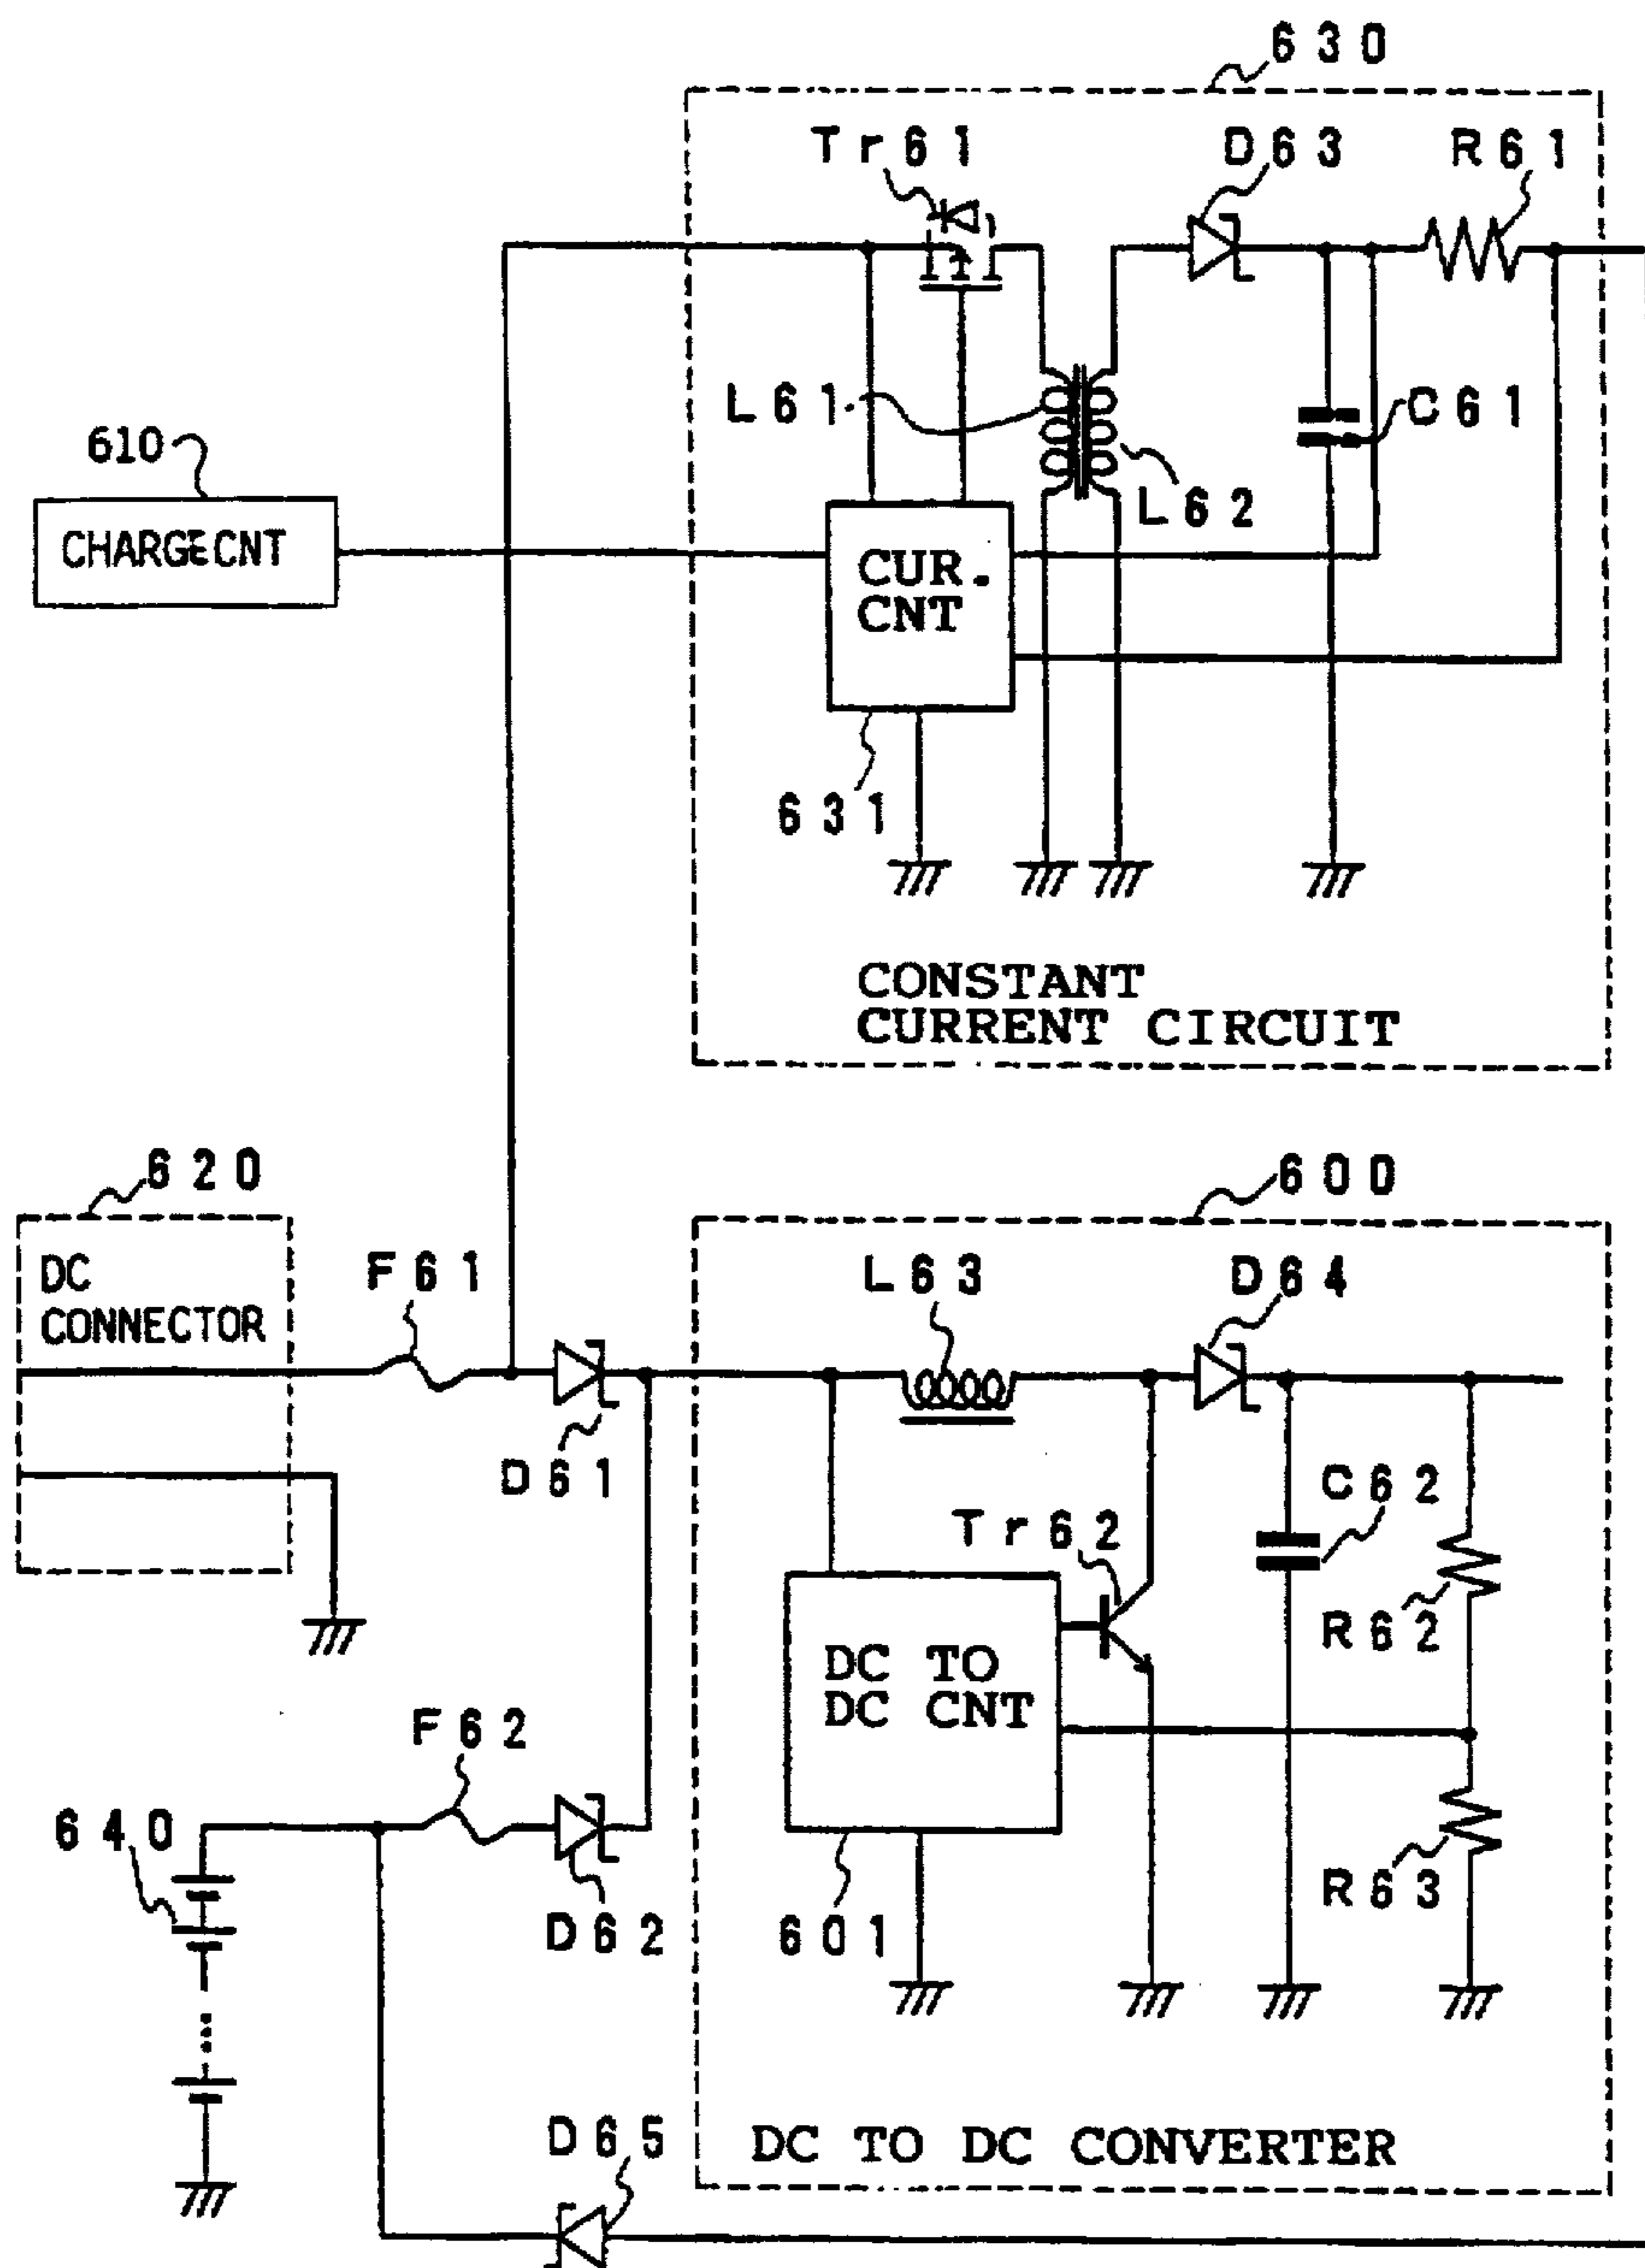 630
Tr61
D63
R61
L61
C61
610
L62
CHARGECNT
CUR.
CNT
631
CONSTANT
CURRENT CIRCUIT
620
600
DC
CONNECTOR
F61
L63
D64
D61
C62
Tr62
R62
DC TO
DC CNT
F62
640
R63
D62
601
D65
DC TO DC CONVERTER